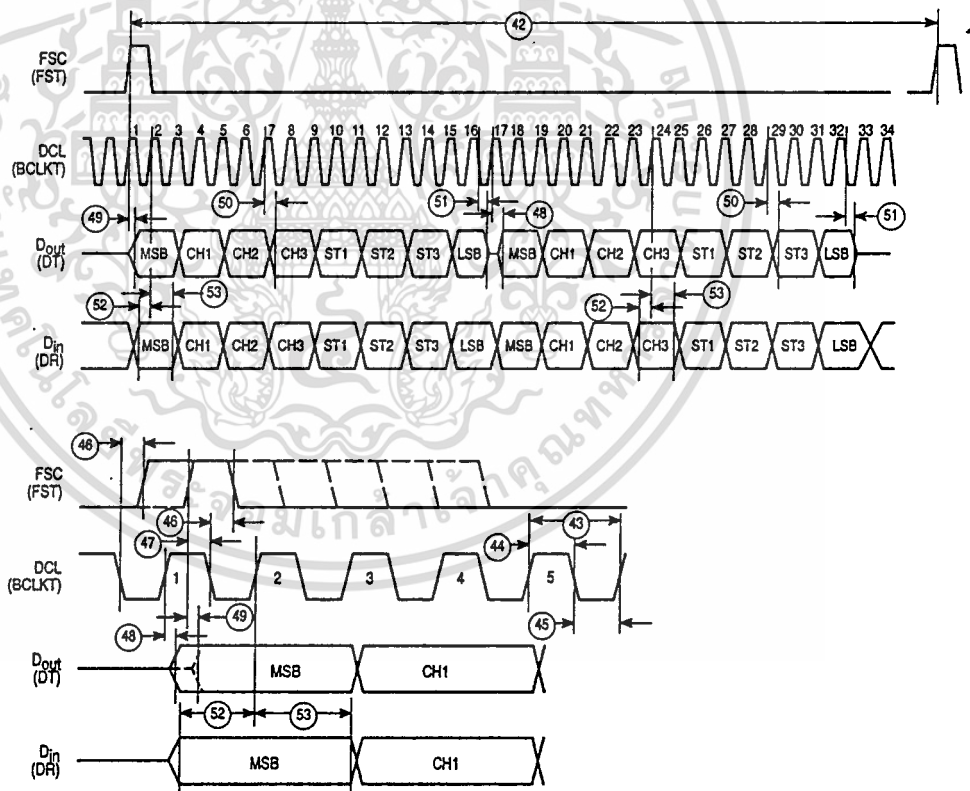 42
FSC
(FST)
1 2 3 4 5 6 7 8 9 10 11 12 13 14 15 16 17 18 19 20 21 22 23 24 25 26 27 28 29 30 31 32 33 34
DCL
(BCLKT)
49 50 51 48 50 51
Dout
(DT)
MSB CH1 CH2 CH3 ST1 ST2 ST3 LSB MSB CH1 CH2 CH3 ST1 ST2 ST3 LSB
52 53 52 53
Din
(DR)
MSB CH1 CH2 CH3 ST1 ST2 ST3 LSB MSB CH1 CH2 CH3 ST1 ST2 ST3 LSB
46
FSC
(FST)
46
47 44 43
DCL
(BCLKT)
1 2 3 4 5
48 49 45
Dout
(DT)
MSB CH1
52 53
Din
(DR)
MSB CH1